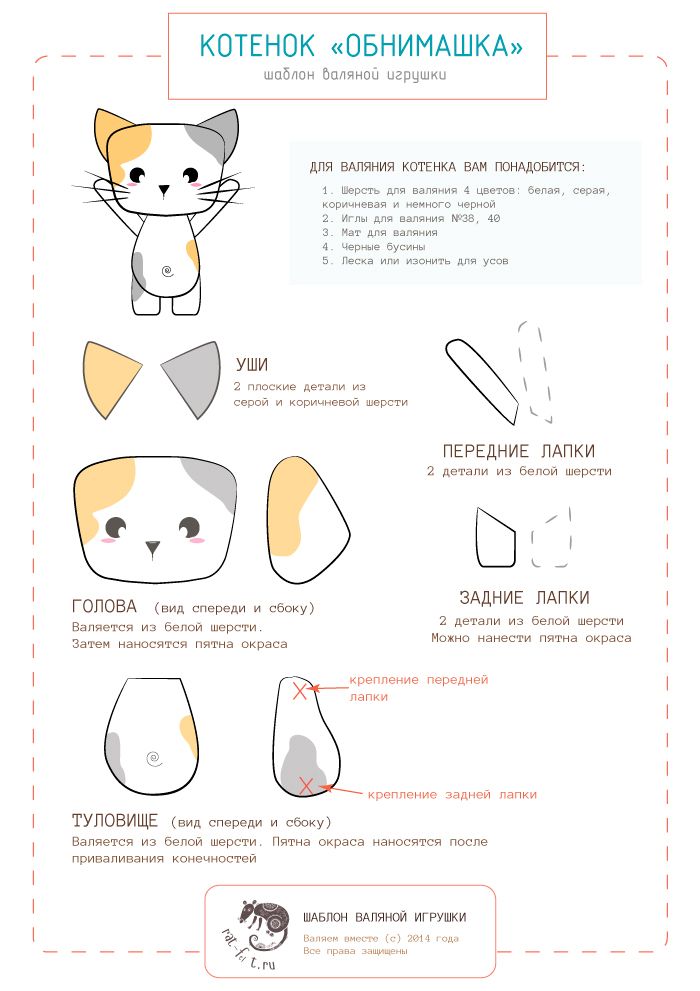 КОТЕНОК «ОБНИМАШКА»
шаблон валяной игрушки
ДЛЯ ВАЛЯНИЯ КОТЕНКА ВАМ ПОНАДОБИТСЯ:
1. Шерсть для валяния 4 цветов: белая, серая,
коричневая и немного черной
2. Иглы для валяния №38, 40
3. Мат для валяния
4. Черные бусины
5. Леска или изонить для усов
УШИ
2 плоские детали из
серой и коричневой шерсти
ПЕРЕДНИЕ ЛАПКИ
2 детали из белой шерсти
ГОЛОВА (вид спереди и сбоку)
Валяется из белой шерсти.
Затем наносятся пятна окраса
ЗАДНИЕ ЛАПКИ
2 детали из белой шерсти
Можно нанести пятна окраса
крепление передней
лапки
крепление задней лапки
ТУЛОВИЩЕ (вид спереди и сбоку)
Валяется из белой шерсти. Пятна окраса наносятся после
приваливания конечностей
rat-felt.ru
ШАБЛОН ВАЛЯНОЙ ИГРУШКИ
Валяем вместе (с) 2014 года
Все права защищены